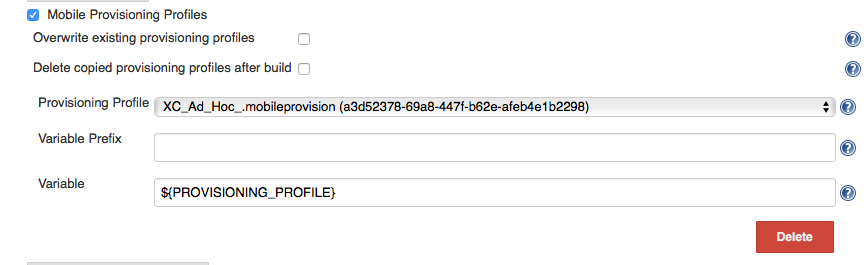 Mobile Provisioning Profiles
Overwrite existing provisioning profiles
?
Delete copied provisioning profiles after build
?
Provisioning Profile XC_Ad_Hoc_.mobileprovision (a3d52378-69a8-447f-b62e-afeb4e1b2298)
?
Variable Prefix
?
Variable ${PROVISIONING_PROFILE}
?
Delete